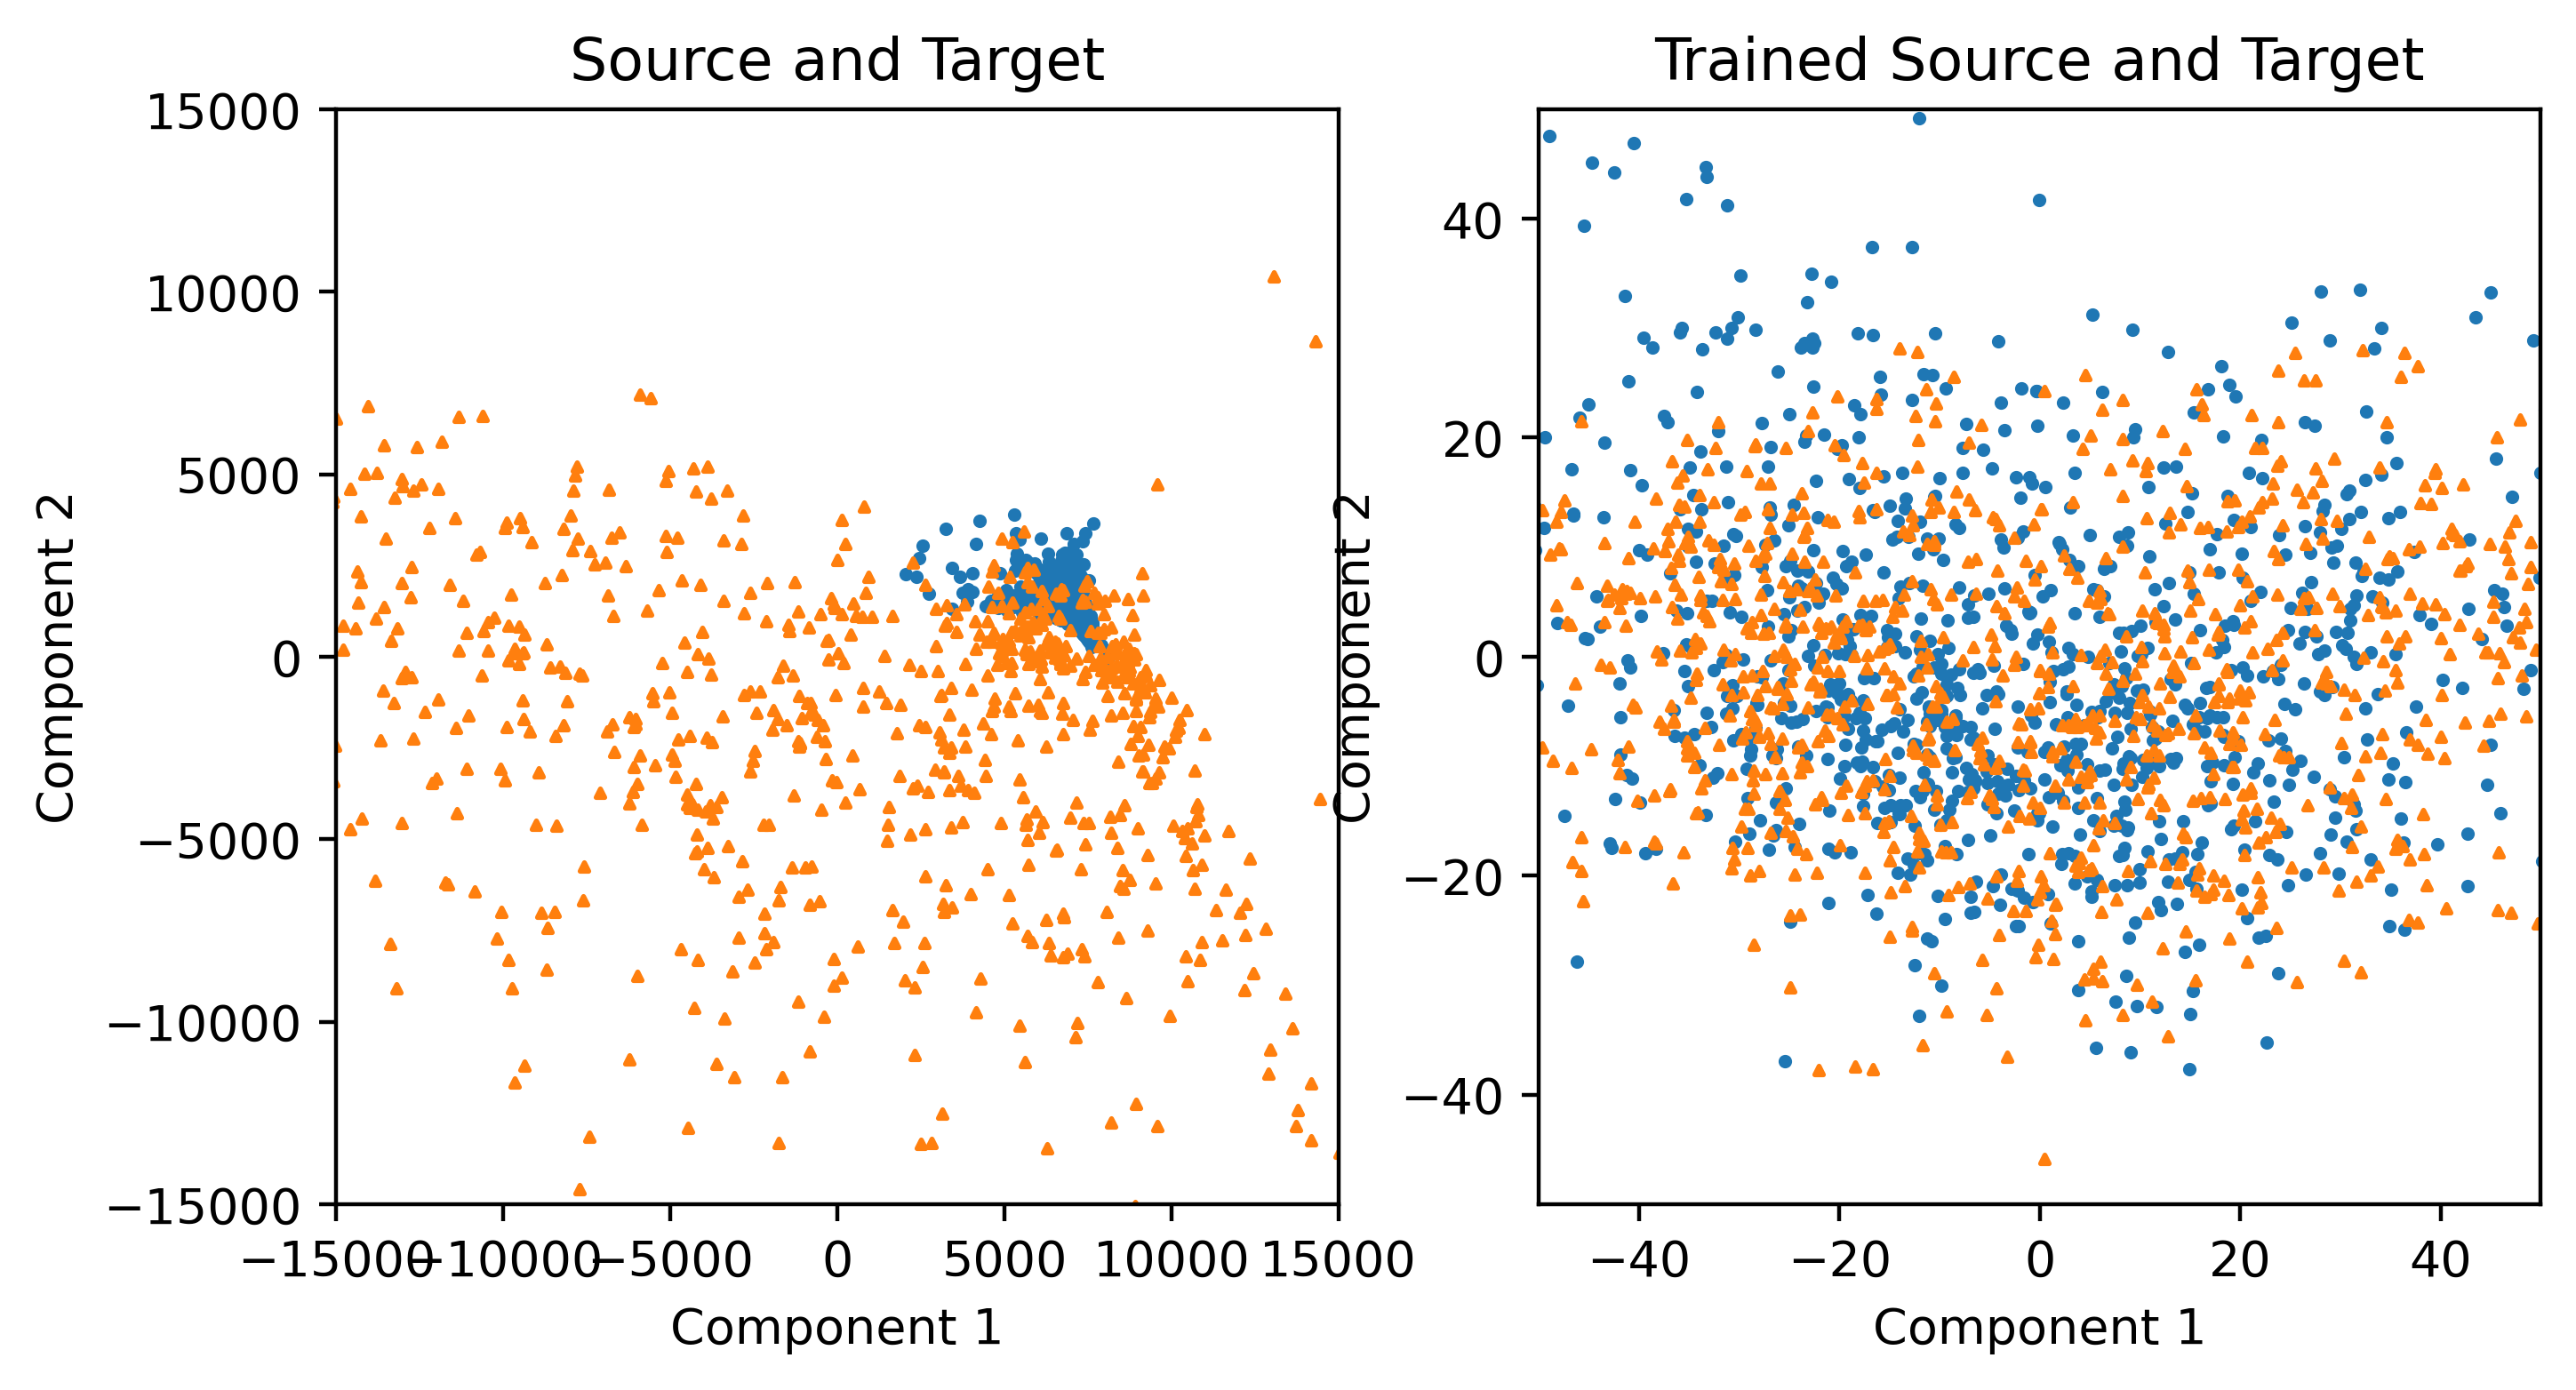 Source and Target
15000
10000
5000
0
−5000
−10000
−15000
Component 2
−15000 −10000 −5000 0 5000 10000 15000
Component 1
Trained Source and Target
40
20
0
−20
−40
Component 2
−40 −20 0 20 40
Component 1